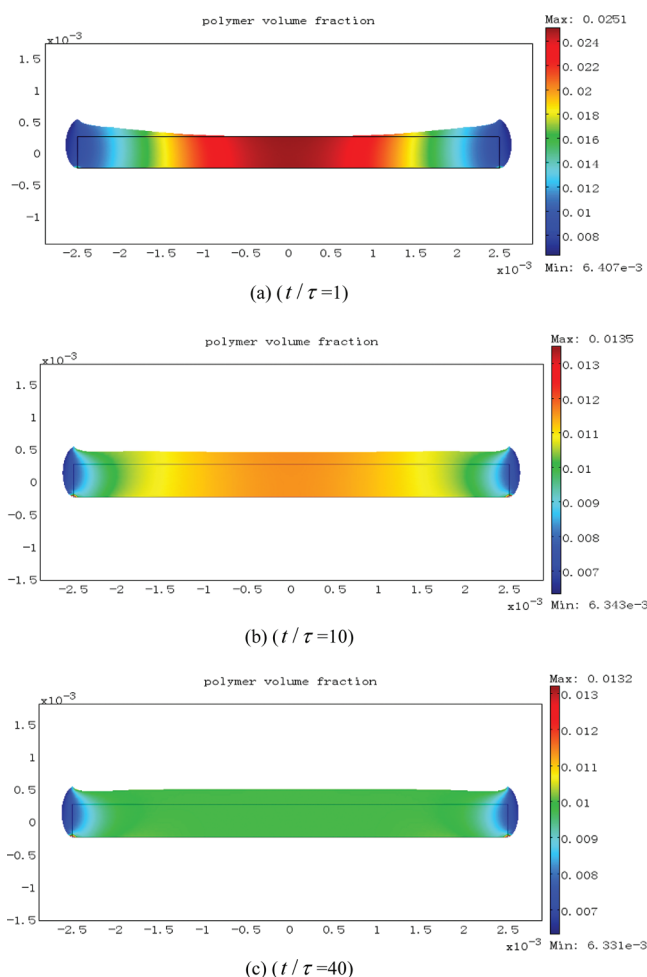 polymer volume fraction
Max: 0.0251
x10⁻³
1.5
1
0.5
0
-0.5
-1
-2.5 -2 -1.5 -1 -0.5 0 0.5 1 1.5 2 2.5
x10⁻³
0.024
0.022
0.02
0.018
0.016
0.014
0.012
0.01
0.008
Min: 6.407e-3
(a) (t / τ =1)
polymer volume fraction
Max: 0.0135
x10⁻³
1.5
1
0.5
0
-0.5
-1
-1.5
-2.5 -2 -1.5 -1 -0.5 0 0.5 1 1.5 2 2.5
x10⁻³
0.013
0.012
0.011
0.01
0.009
0.008
0.007
Min: 6.343e-3
(b) (t / τ =10)
polymer volume fraction
Max: 0.0132
x10⁻³
1.5
1
0.5
0
-0.5
-1
-1.5
-2.5 -2 -1.5 -1 -0.5 0 0.5 1 1.5 2 2.5
x10⁻³
0.013
0.012
0.011
0.01
0.009
0.008
0.007
Min: 6.331e-3
(c) (t / τ =40)